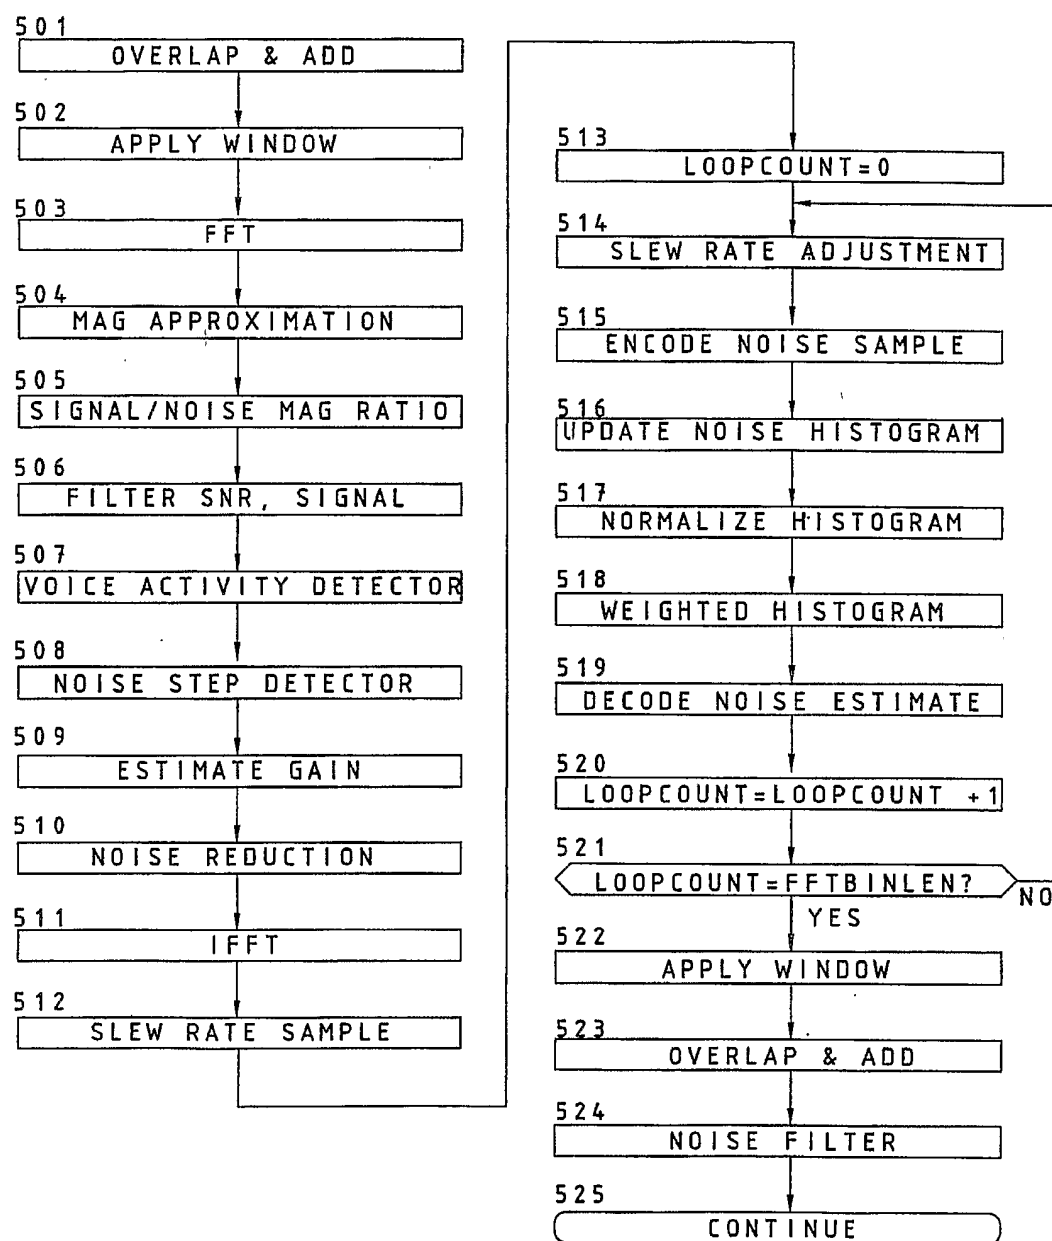 501
OVERLAP & ADD
502
APPLY WINDOW
503
FFT
504
MAG APPROXIMATION
505
SIGNAL/NOISE MAG RATIO
506
FILTER SNR, SIGNAL
507
VOICE ACTIVITY DETECTOR
508
NOISE STEP DETECTOR
509
ESTIMATE GAIN
510
NOISE REDUCTION
511
IFFT
512
SLEW RATE SAMPLE
513
LOOPCOUNT=0
514
SLEW RATE ADJUSTMENT
515
ENCODE NOISE SAMPLE
516
UPDATE NOISE HISTOGRAM
517
NORMALIZE HISTOGRAM
518
WEIGHTED HISTOGRAM
519
DECODE NOISE ESTIMATE
520
LOOPCOUNT=LOOPCOUNT +1
521
LOOPCOUNT=FFTBINLEN?
NO
YES
522
APPLY WINDOW
523
OVERLAP & ADD
524
NOISE FILTER
525
CONTINUE